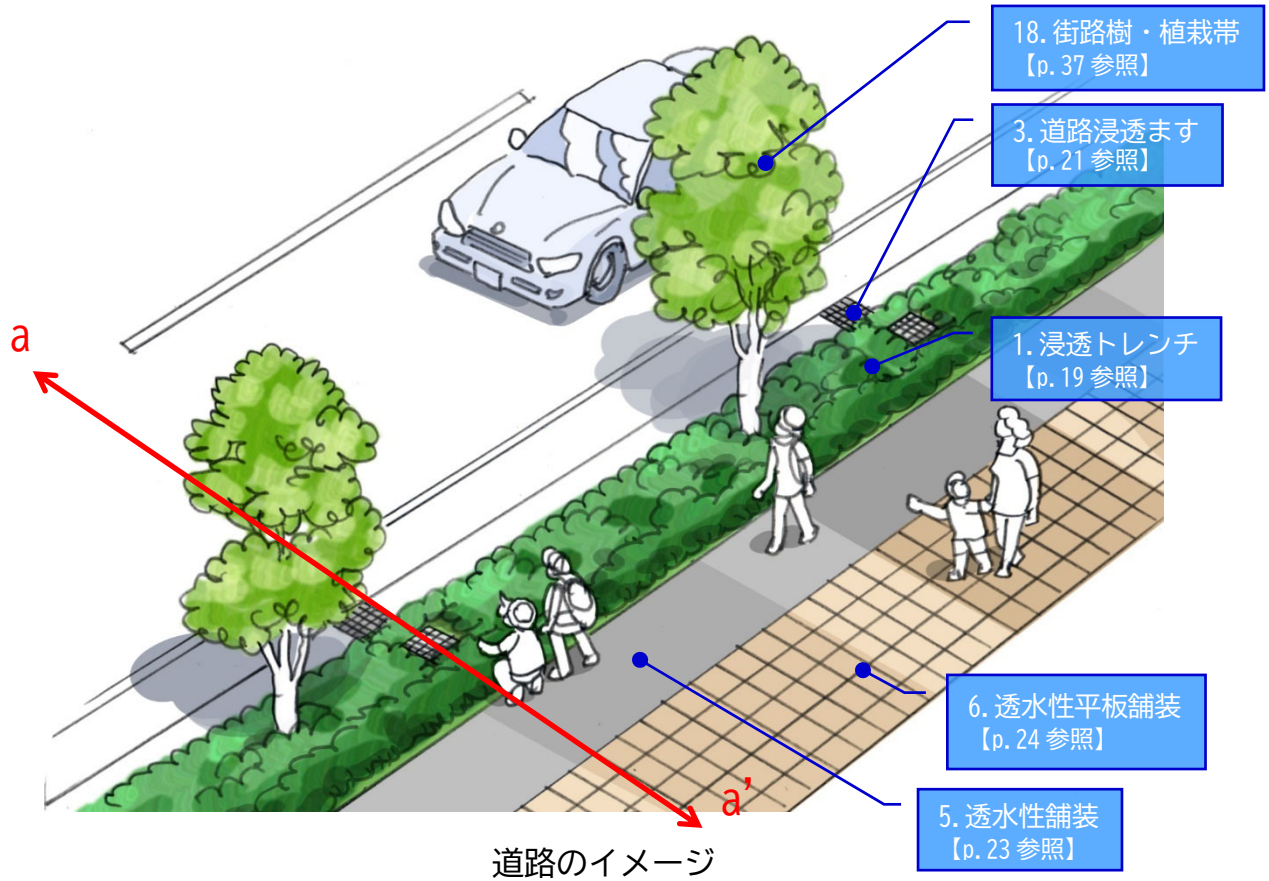 18.街路樹・植栽帯
【p.37 参照】
3.道路浸透ます
【p.21 参照】
1.浸透トレンチ
【p.19 参照】
a
6.透水性平板舗装
【p.24 参照】
a’
5.透水性舗装
【p.23 参照】
道路のイメージ